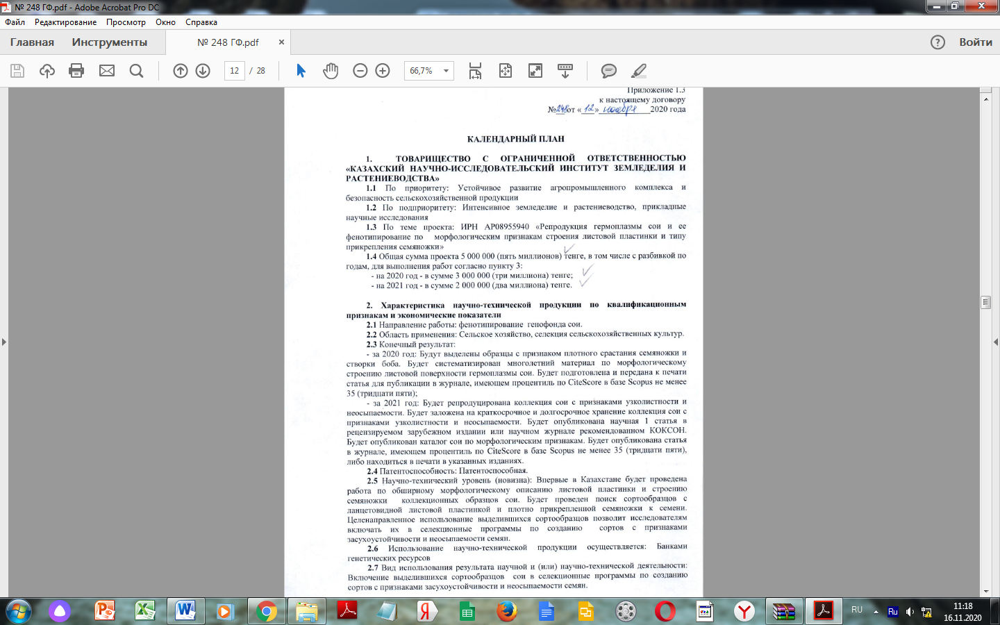 № 248 ГФ.pdf - Adobe Acrobat Pro DC
Файл Редактирование Просмотр Окно Справка
Главная Инструменты № 248 ГФ.pdf × Войти
12 / 28 66,7%
Приложение 1.3
к настоящему договору
№ 248 от « 12 » ноября 2020 года
КАЛЕНДАРНЫЙ ПЛАН
1. ТОВАРИЩЕСТВО С ОГРАНИЧЕННОЙ ОТВЕТСТВЕННОСТЬЮ
«КАЗАХСКИЙ НАУЧНО-ИССЛЕДОВАТЕЛЬСКИЙ ИНСТИТУТ ЗЕМЛЕДЕЛИЯ И
РАСТЕНИЕВОДСТВА»
1.1 По приоритету: Устойчивое развитие агропромышленного комплекса и
безопасность сельскохозяйственной продукции
1.2 По подприоритету: Интенсивное земледелие и растениеводство, прикладные
научные исследования
1.3 По теме проекта: ИРН АР08955940 «Репродукция гермоплазмы сои и ее
фенотипирование по морфологическим признакам строения листовой пластинки и типу
прикрепления семяножки»
1.4 Общая сумма проекта 5 000 000 (пять миллионов) тенге, в том числе с разбивкой по
годам, для выполнения работ согласно пункту 3:
- на 2020 год - в сумме 3 000 000 (три миллиона) тенге;
- на 2021 год - в сумме 2 000 000 (два миллиона) тенге.
2. Характеристика научно-технической продукции по квалификационным
признакам и экономические показатели
2.1 Направление работы: фенотипирование генофонда сои.
2.2 Область применения: Сельское хозяйство, селекция сельскохозяйственных культур.
2.3 Конечный результат:
- за 2020 год: Будут выделены образцы с признаком плотного срастания семяножки и
створки боба. Будет систематизирован многолетний материал по морфологическому
строению листовой поверхности гермоплазмы сои. Будет подготовлена и передана к печати
статья для публикации в журнале, имеющем процентиль по CiteScore в базе Scopus не менее
35 (тридцати пяти);
- за 2021 год: Будет репродуцирована коллекция сои с признаками узколистности и
неосыпаемости. Будет заложена на краткосрочное и долгосрочное хранение коллекция сои с
признаками узколистности и неосыпаемости. Будет опубликована научная 1 статья в
рецензируемом зарубежном издании или научном журнале рекомендованном КОКСОН.
Будет опубликован каталог сои по морфологическим признакам. Будет опубликована статья
в журнале, имеющем процентиль по CiteScore в базе Scopus не менее 35 (тридцати пяти),
либо находиться в печати в указанных изданиях.
2.4 Патентоспособность: Патентоспособная.
2.5 Научно-технический уровень (новизна): Впервые в Казахстане будет проведена
работа по обширному морфологическому описанию листовой пластинки и строению
семяножки коллекционных образцов сои. Будет проведен поиск сортообразцов с
ланцетовидной листовой пластинкой и плотно прикрепленной семяножки к семени.
Целенаправленное использование выделившихся сортообразцов позволит исследователям
включать их в селекционные программы по созданию сортов с признаками
засухоустойчивости и неосыпаемости семян.
2.6 Использование научно-технической продукции осуществляется: Банками
генетических ресурсов
2.7 Вид использования результата научной и (или) научно-технической деятельности:
Включение выделившихся сортообразцов сои в селекционные программы по созданию
сортов с признаками засухоустойчивости и неосыпаемости семян.
RU Ru 11:18
16.11.2020